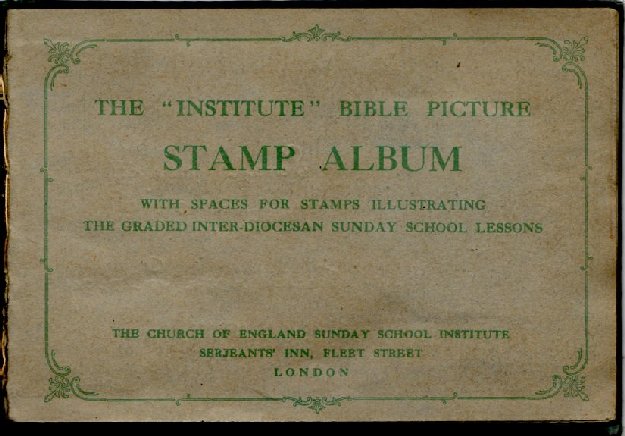 THE "INSTITUTE" BIBLE PICTURE
STAMP ALBUM
WITH SPACES FOR STAMPS ILLUSTRATING
THE GRADED INTER-DIOCESAN SUNDAY SCHOOL LESSONS
THE CHURCH OF ENGLAND SUNDAY SCHOOL INSTITUTE
SERJEANTS' INN, FLEET STREET
LONDON